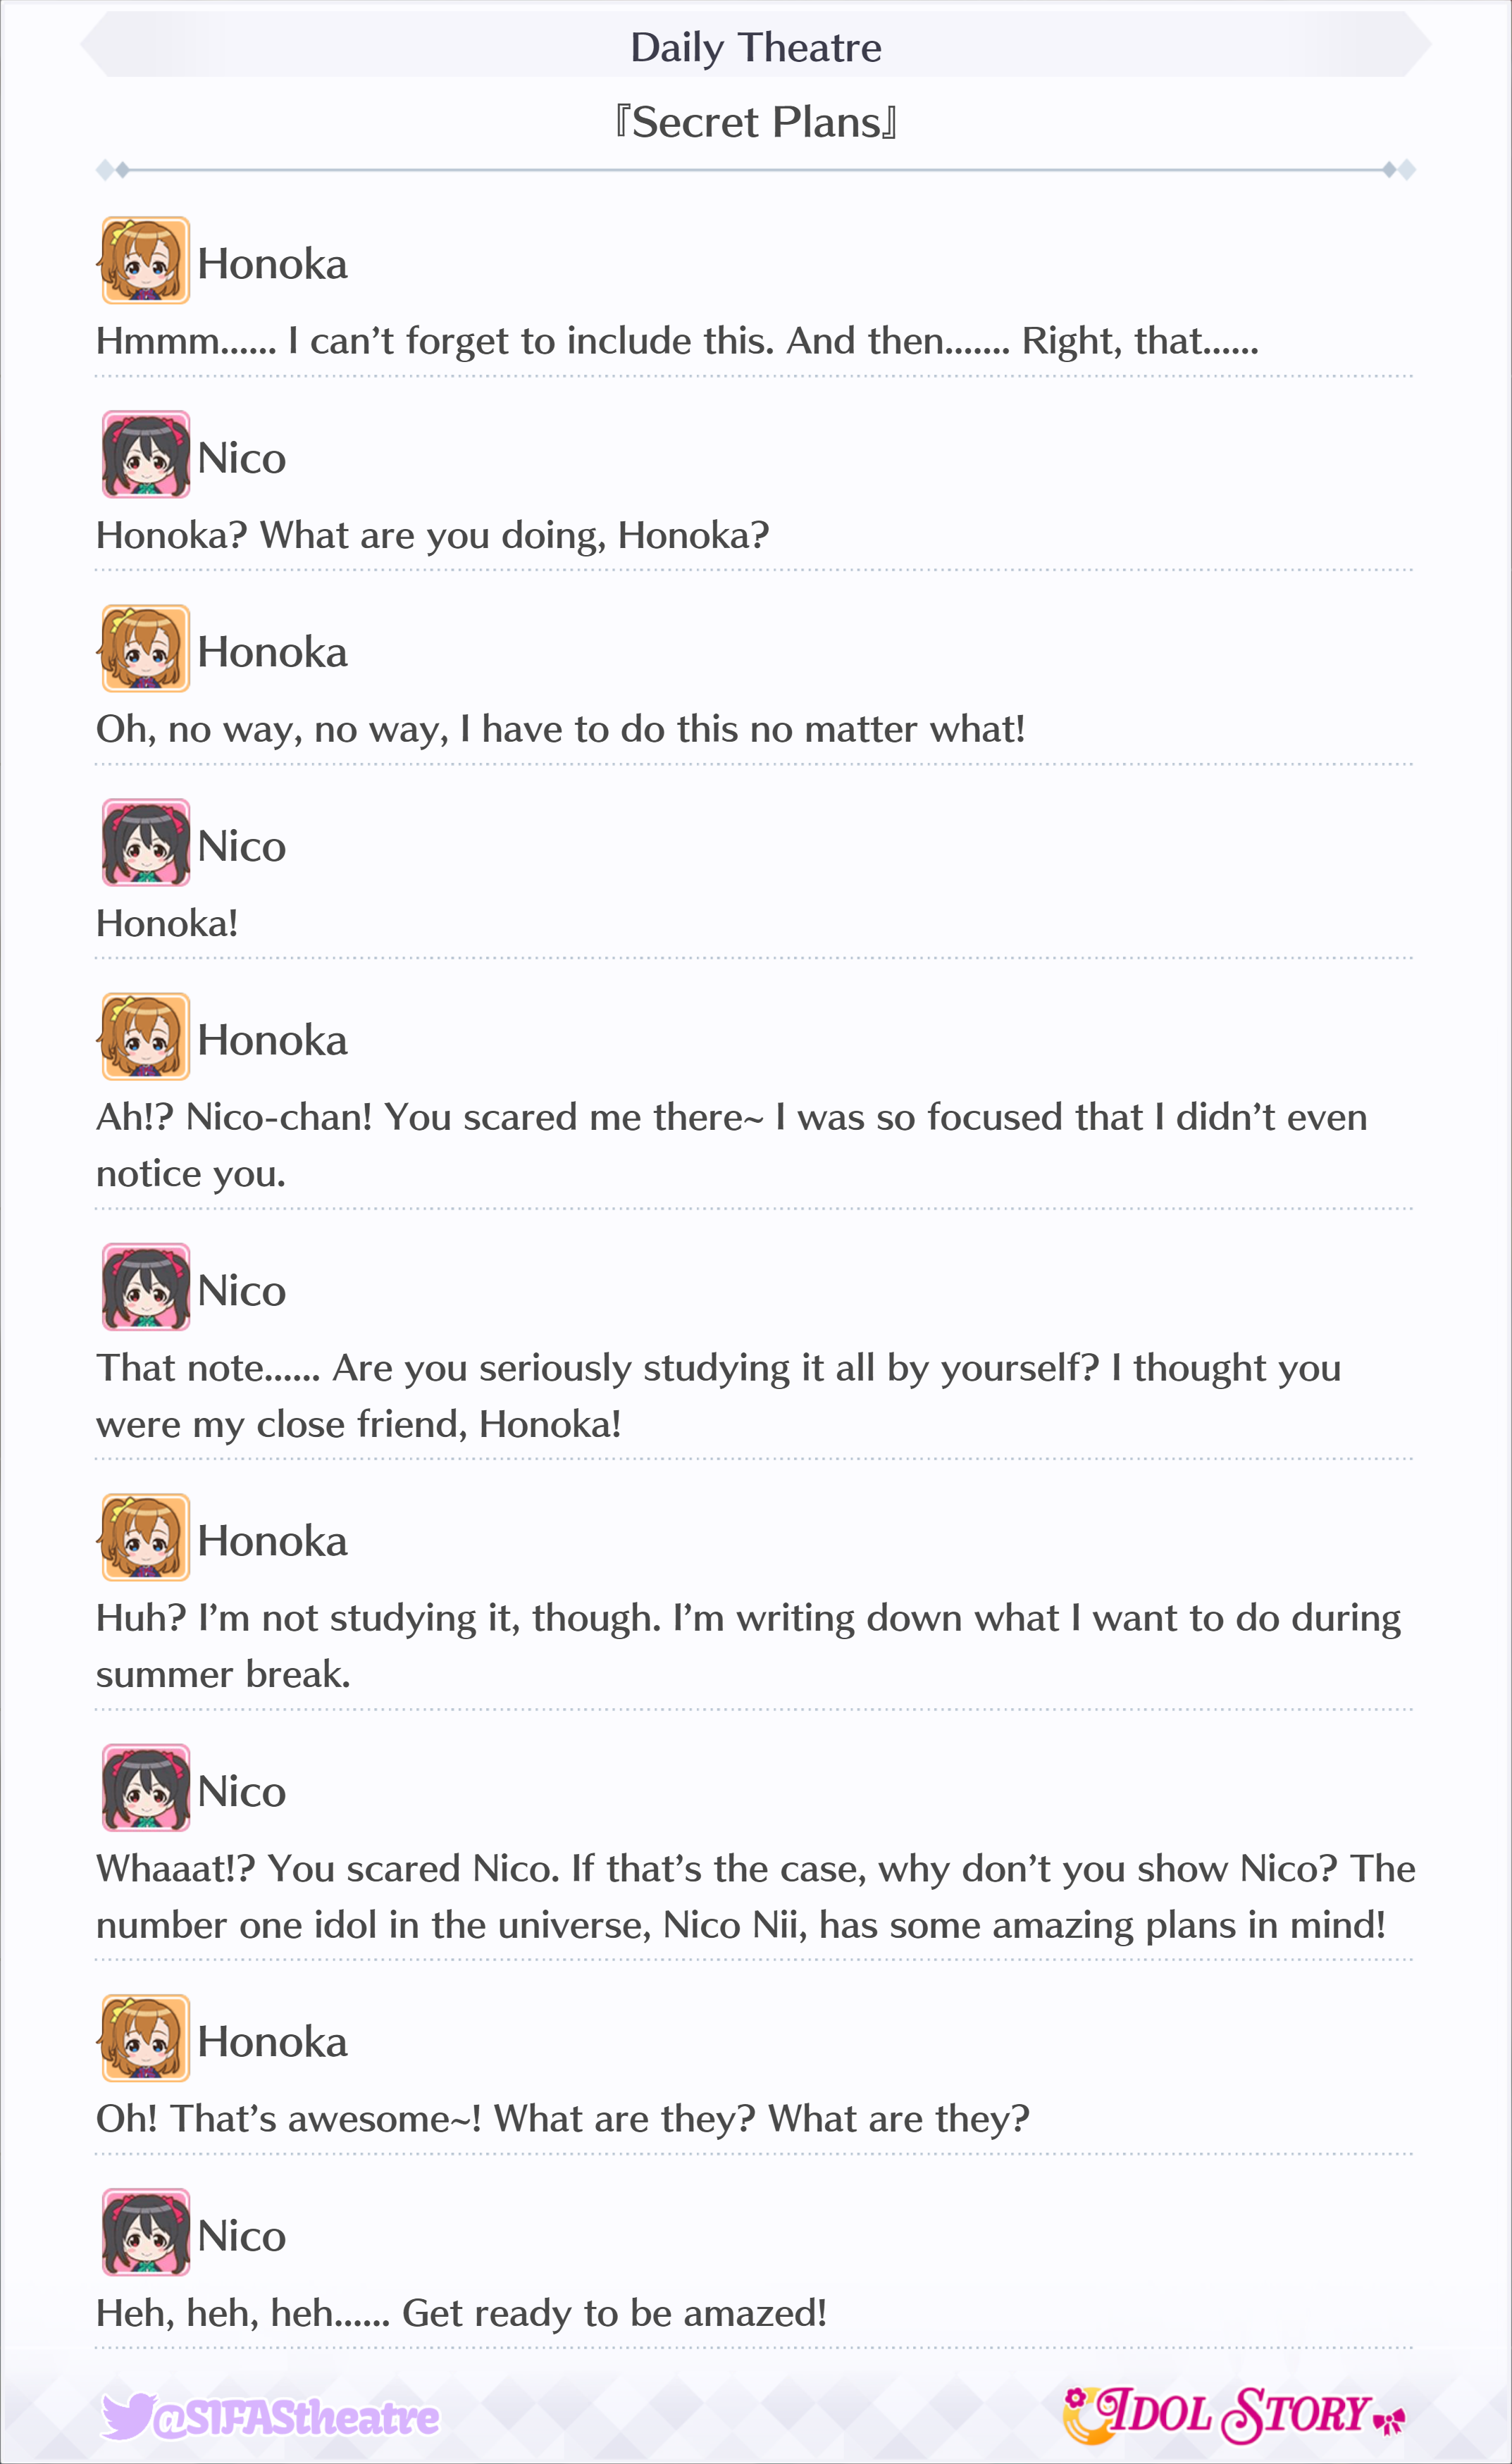 Daily Theatre
『Secret Plans』
Honoka
Hmmm...... I can’t forget to include this. And then....... Right, that......
Nico
Honoka? What are you doing, Honoka?
Honoka
Oh, no way, no way, I have to do this no matter what!
Nico
Honoka!
Honoka
Ah!? Nico-chan! You scared me there~ I was so focused that I didn’t even
notice you.
Nico
That note...... Are you seriously studying it all by yourself? I thought you
were my close friend, Honoka!
Honoka
Huh? I’m not studying it, though. I’m writing down what I want to do during
summer break.
Nico
Whaaat!? You scared Nico. If that’s the case, why don’t you show Nico? The
number one idol in the universe, Nico Nii, has some amazing plans in mind!
Honoka
Oh! That’s awesome~! What are they? What are they?
Nico
Heh, heh, heh...... Get ready to be amazed!
@SIFAStheatre
IDOL STORY